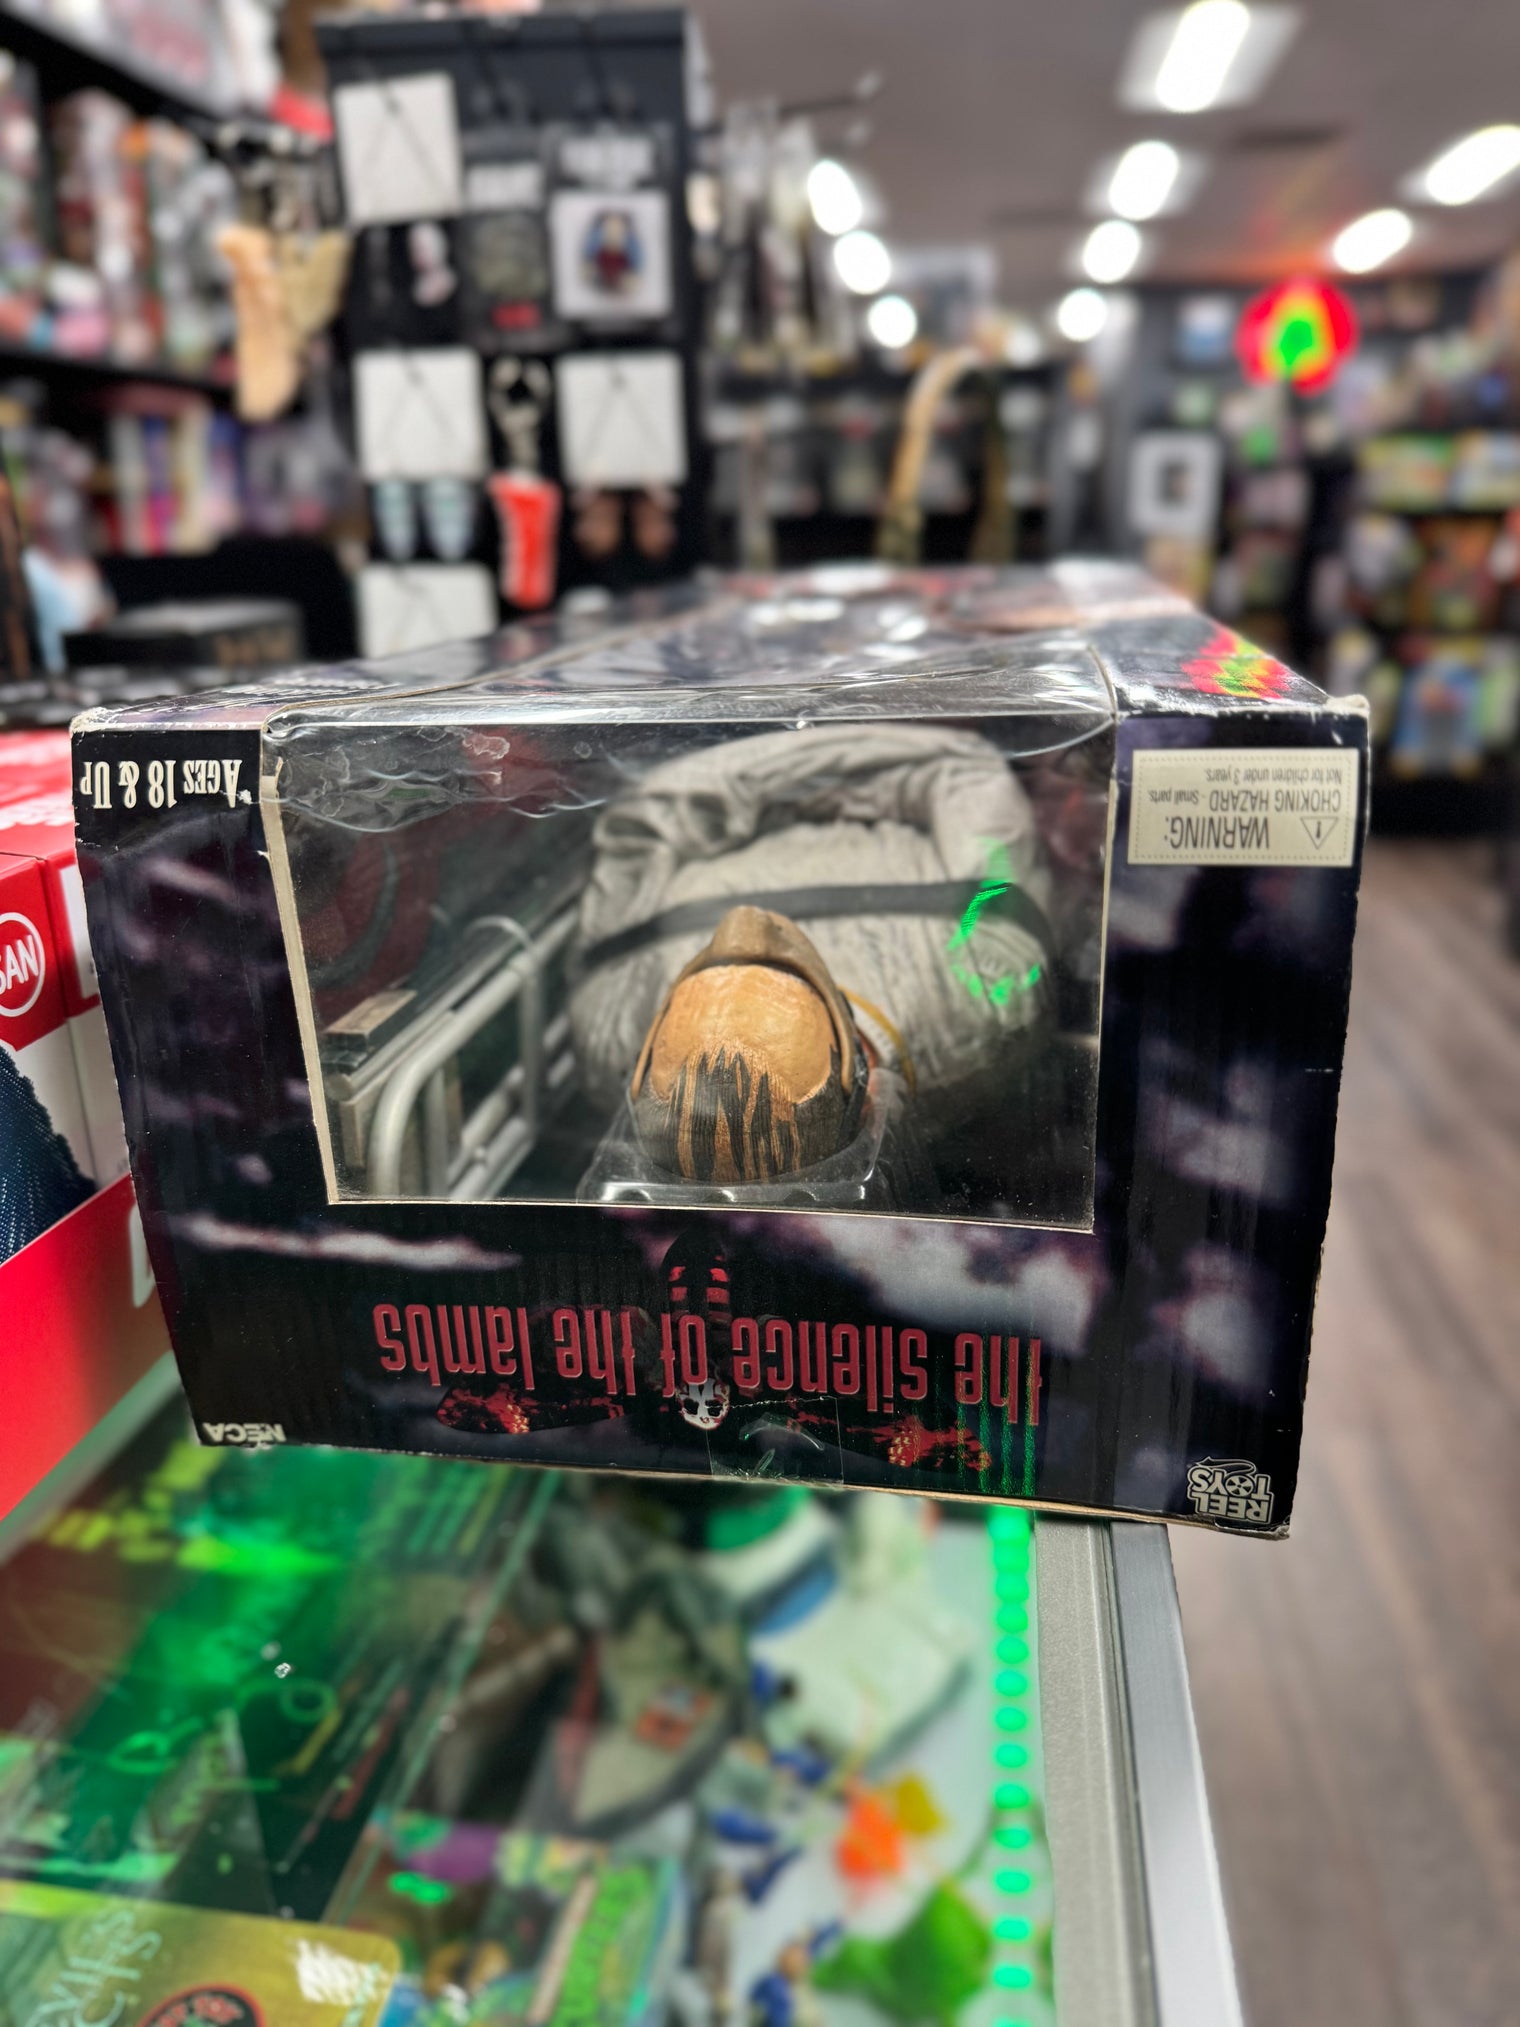 AGES 18 & UP
WARNING:
CHOKING HAZARD - Small parts.
Not for children under 3 years.
the silence of the lambs
NECA
REEL
TOYS
SAN